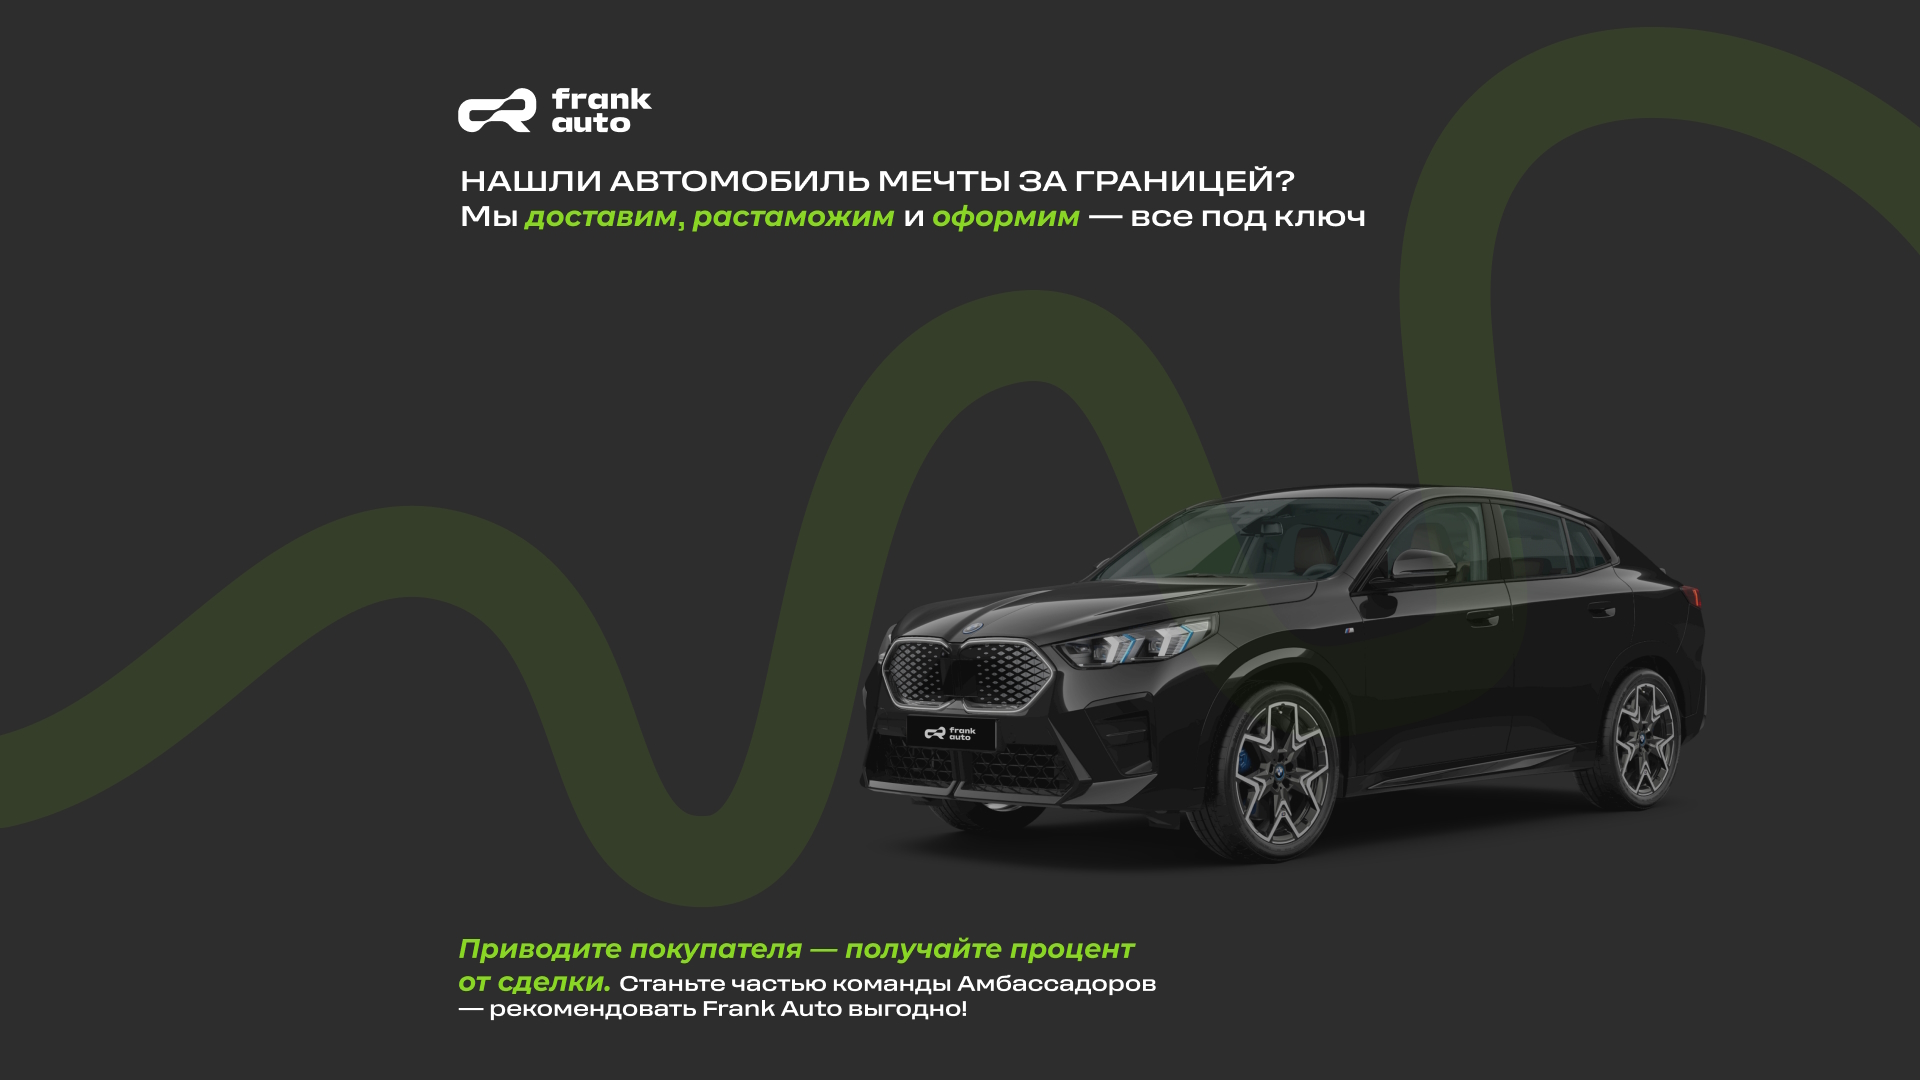 frank
auto
НАШЛИ АВТОМОБИЛЬ МЕЧТЫ ЗА ГРАНИЦЕЙ?
Мы доставим, растаможим и оформим — все под ключ
frank
auto
Приводите покупателя — получайте процент
от сделки. Станьте частью команды Амбассадоров
— рекомендовать Frank Auto выгодно!